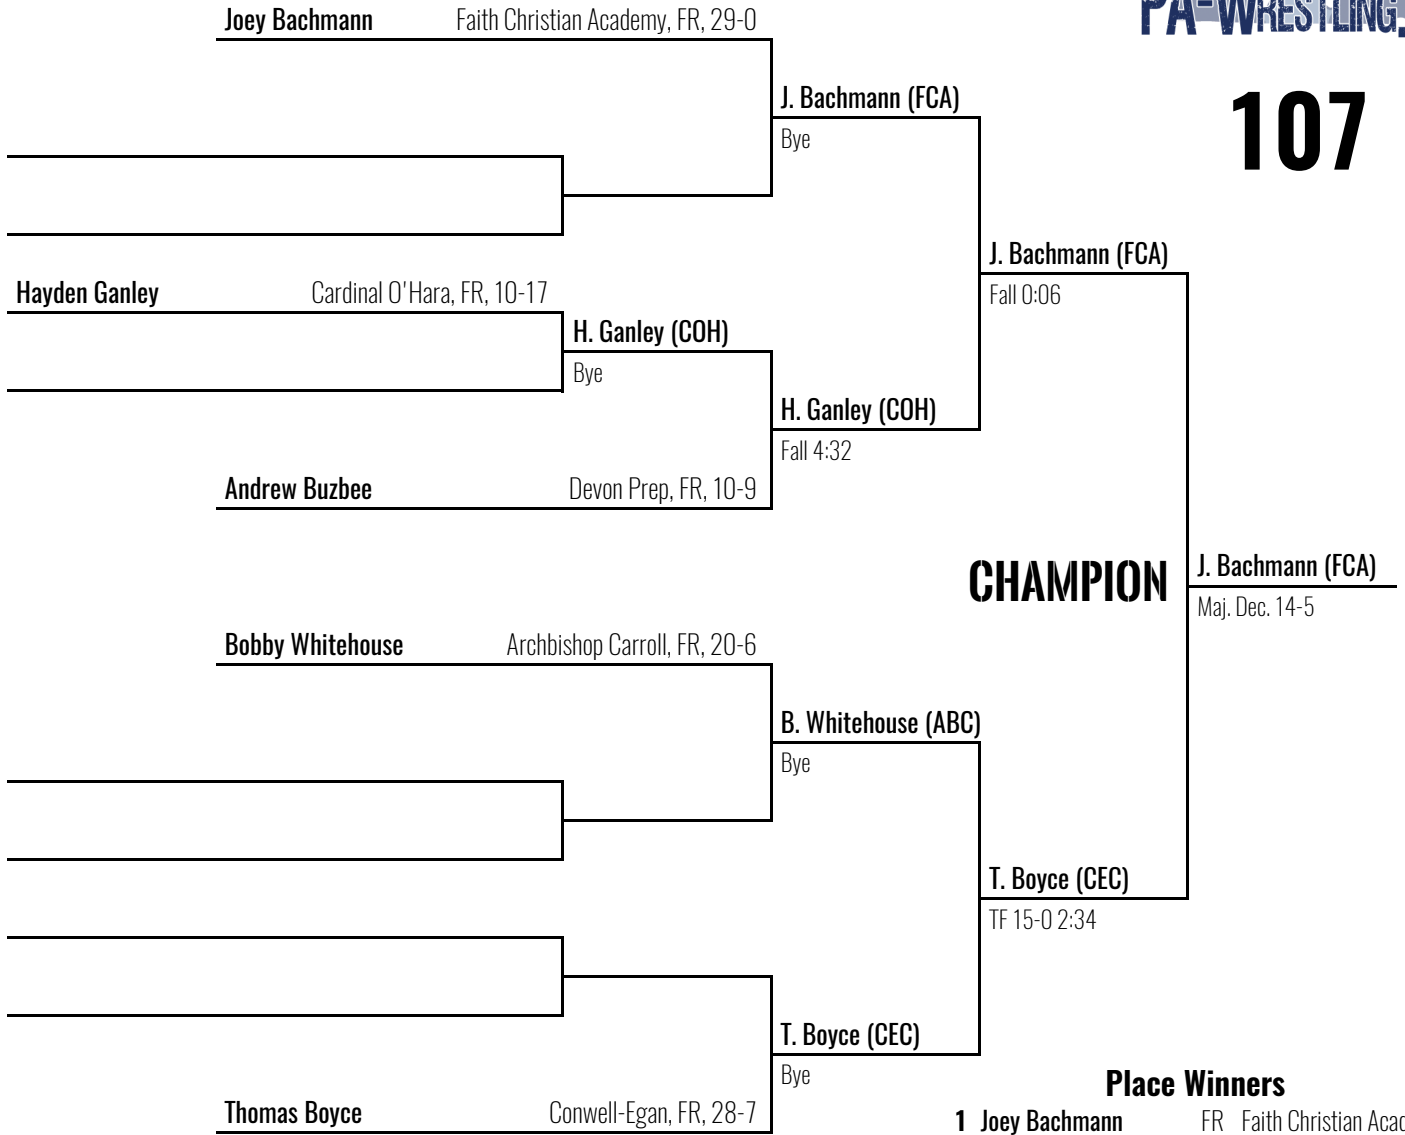 Joey Bachmann Faith Christian Academy, FR, 29-0
PA-WRESTLING.
J. Bachmann (FCA)
Bye
107
J. Bachmann (FCA)
Fall 0:06
Hayden Ganley Cardinal O'Hara, FR, 10-17
H. Ganley (COH)
Bye
H. Ganley (COH)
Fall 4:32
Andrew Buzbee Devon Prep, FR, 10-9
CHAMPION
J. Bachmann (FCA)
Maj. Dec. 14-5
Bobby Whitehouse Archbishop Carroll, FR, 20-6
B. Whitehouse (ABC)
Bye
T. Boyce (CEC)
TF 15-0 2:34
T. Boyce (CEC)
Bye
Thomas Boyce Conwell-Egan, FR, 28-7
Place Winners
1 Joey Bachmann FR Faith Christian Acad